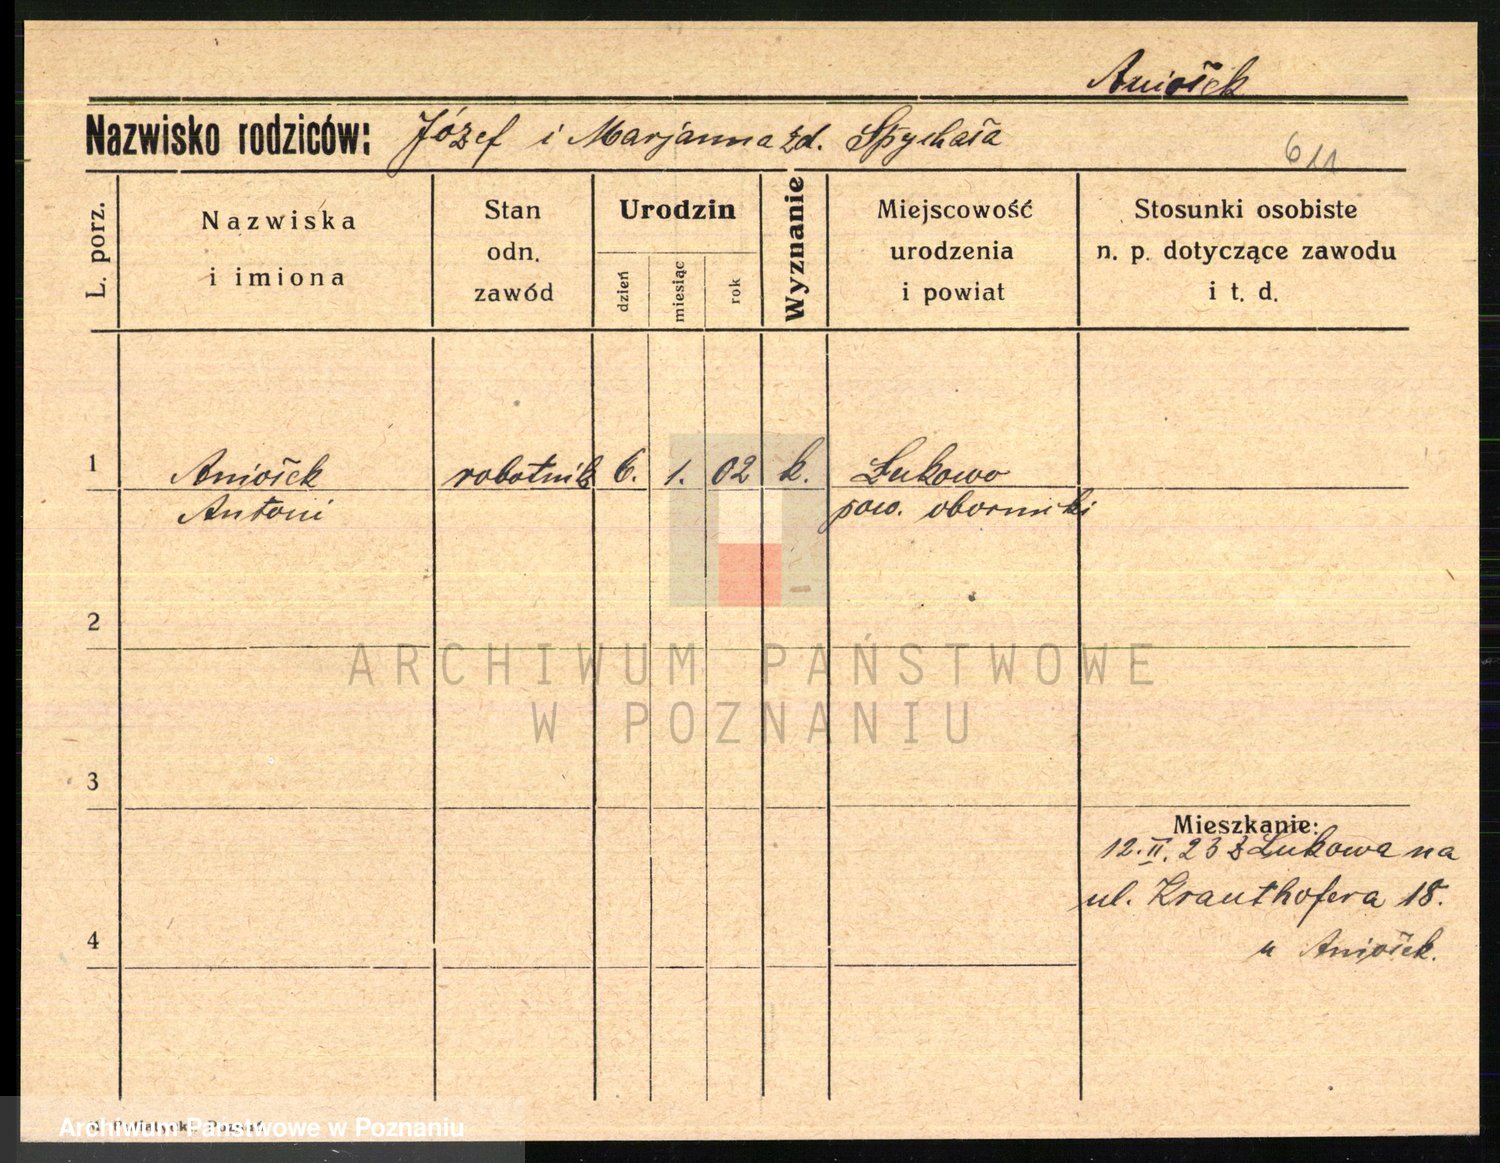 Aniołek
Nazwisko rodziców: Józef i Marjanna zd. Spychała
611
L. porz.
Nazwiska
i imiona
Stan
odn.
zawód
Urodzin
dzień
miesiąc
rok
Wyznanie
Miejscowość
urodzenia
i powiat
Stosunki osobiste
n. p. dotyczące zawodu
i t. d.
1 Aniołek robotnik 6. 1. 02 k. Łukowo
Antoni pow. obornicki
2
ARCHIWUM PAŃSTWOWE
W POZNANIU
3
Mieszkanie:
12. II. 23 z Łukowa na
ul. Krauthofera 18.
4
u Aniołek.
Archiwum Państwowe w Poznaniu